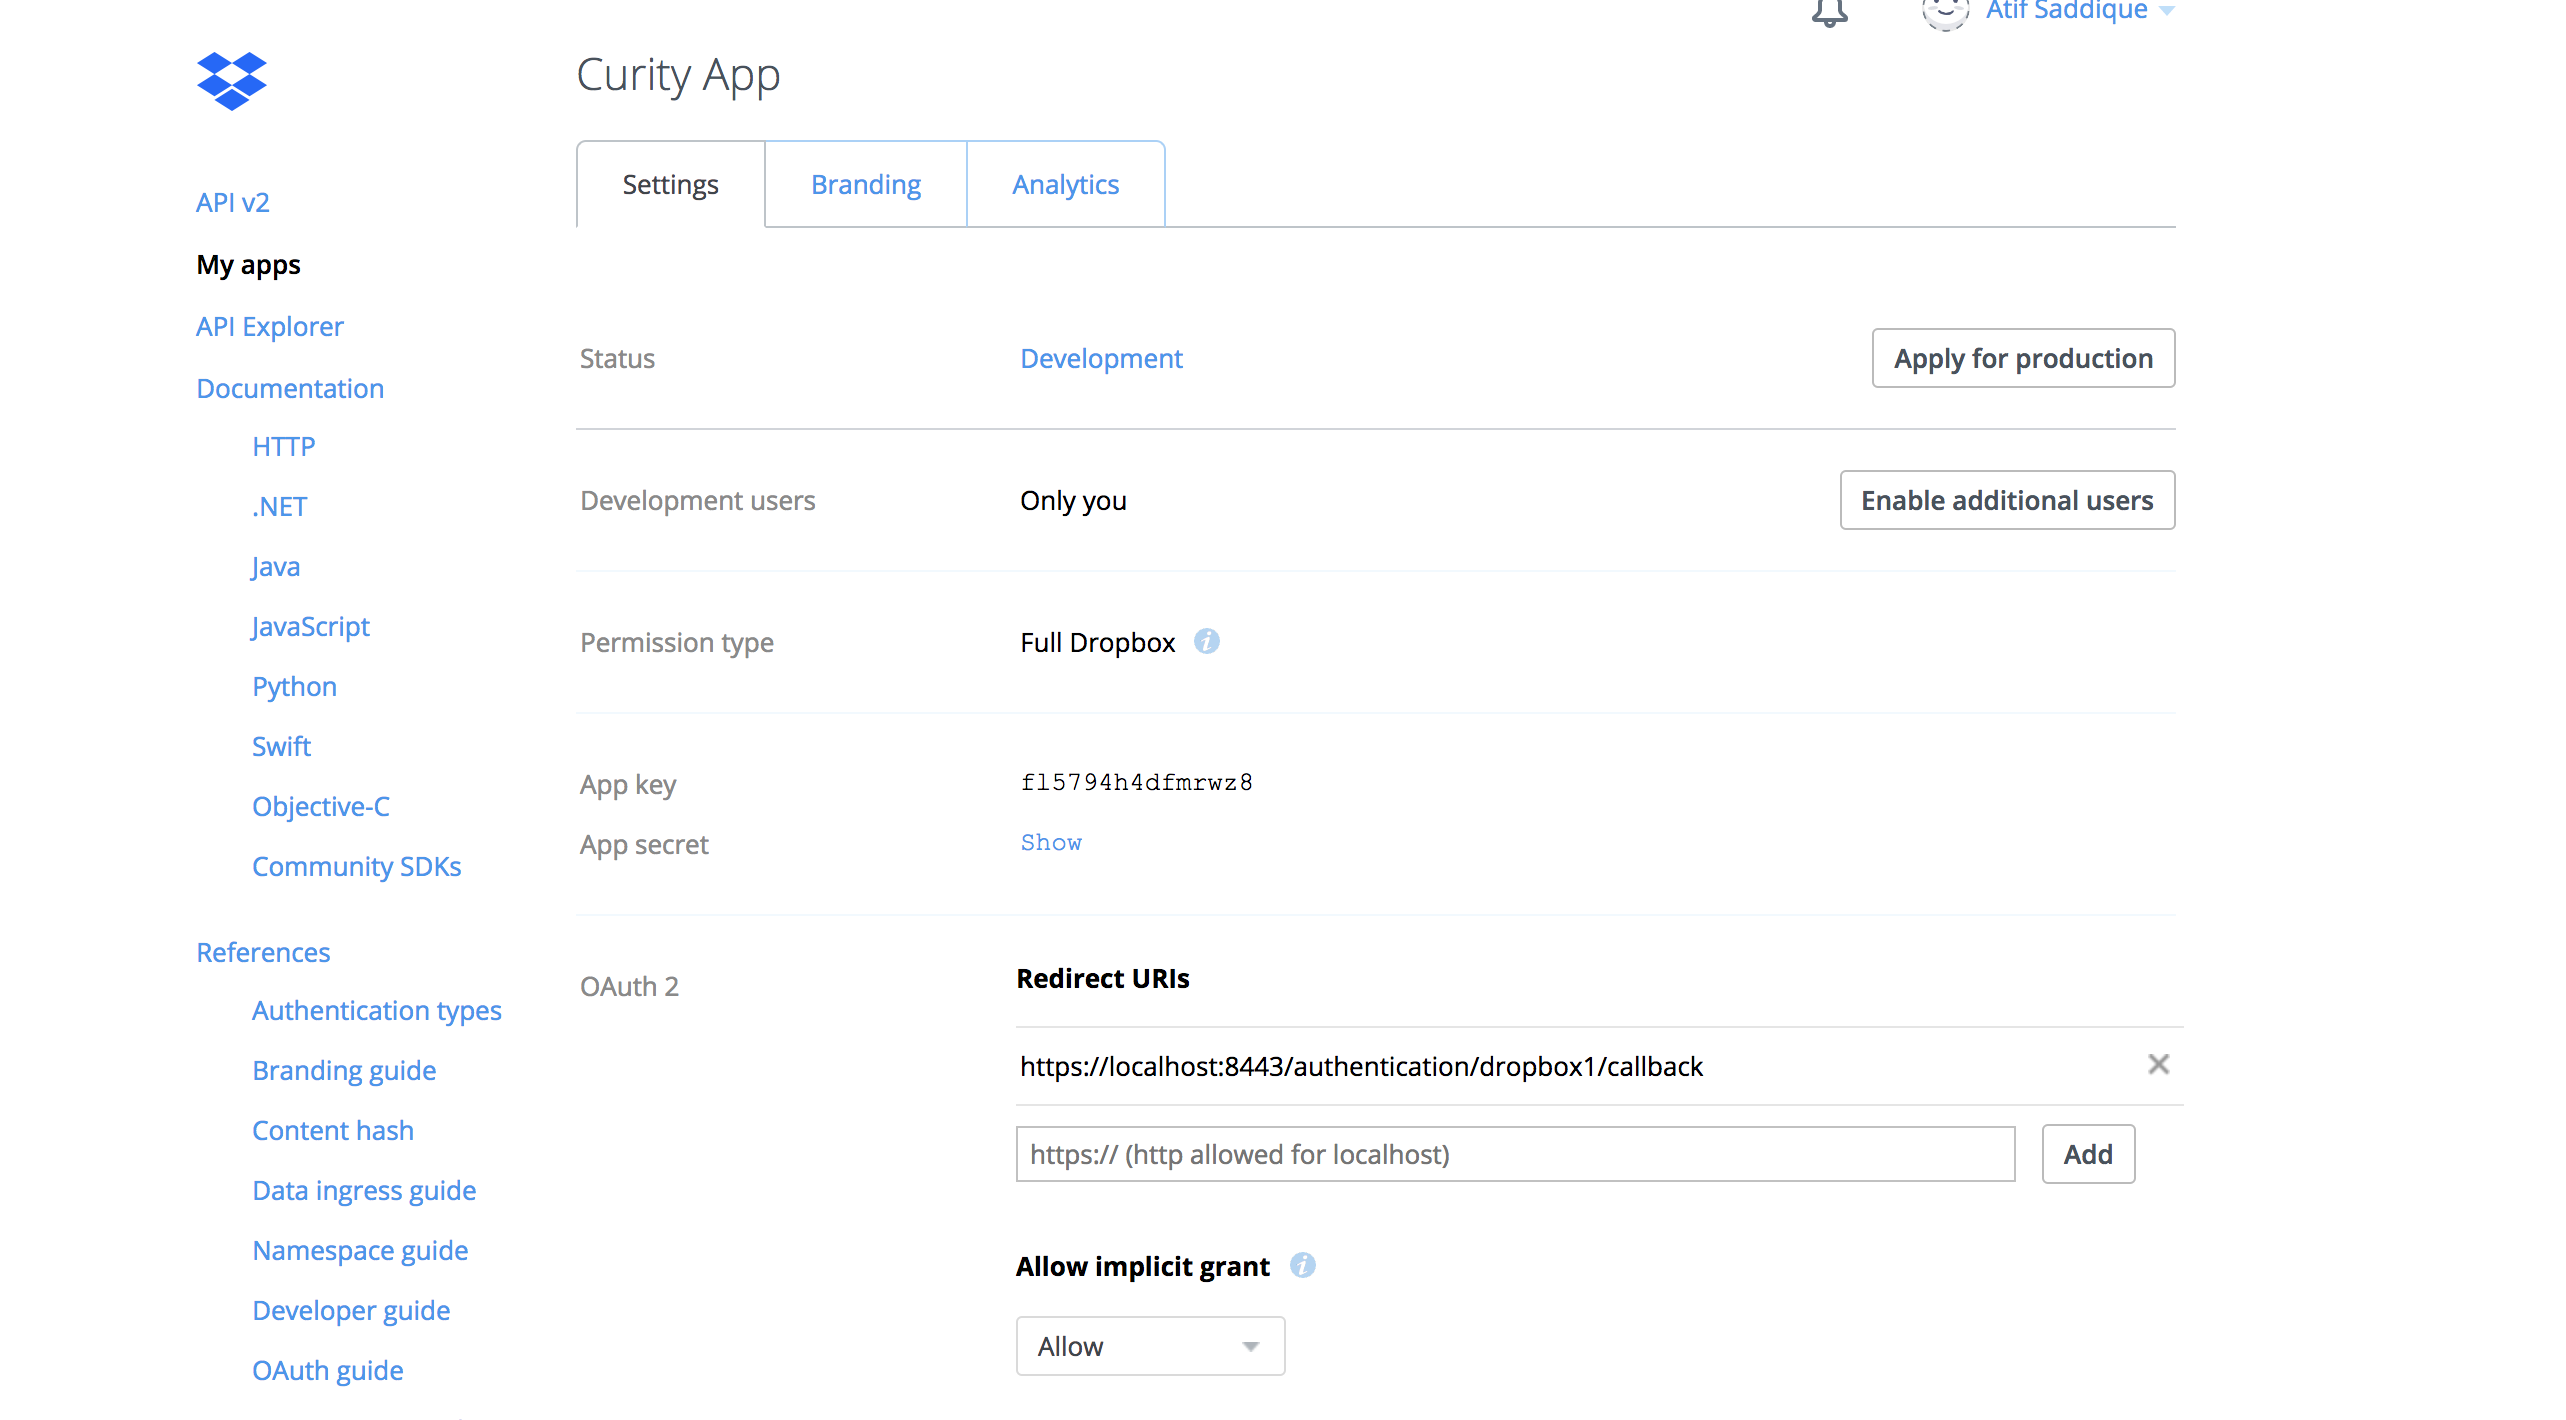 Atif Saddique
Curity App
Settings
Branding
Analytics
API v2
My apps
API Explorer
Documentation
HTTP
.NET
Java
JavaScript
Python
Swift
Objective-C
Community SDKs
References
Authentication types
Branding guide
Content hash
Data ingress guide
Namespace guide
Developer guide
OAuth guide
Status
Development
Apply for production
Development users
Only you
Enable additional users
Permission type
Full Dropbox
App key
fl5794h4dfmrwz8
App secret
Show
OAuth 2
Redirect URIs
https://localhost:8443/authentication/dropbox1/callback
https:// (http allowed for localhost)
Add
Allow implicit grant
Allow